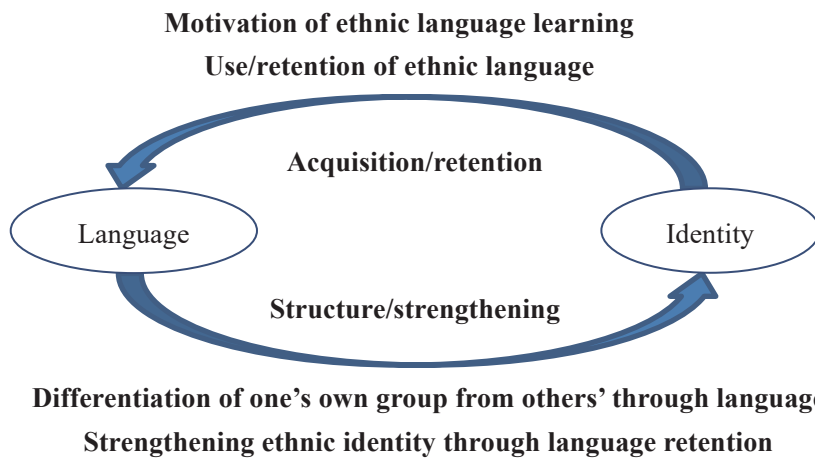 Motivation of ethnic language learning
Use/retention of ethnic language
Acquisition/retention
Language
Identity
Structure/strengthening
Differentiation of one’s own group from others’ through language
Strengthening ethnic identity through language retention